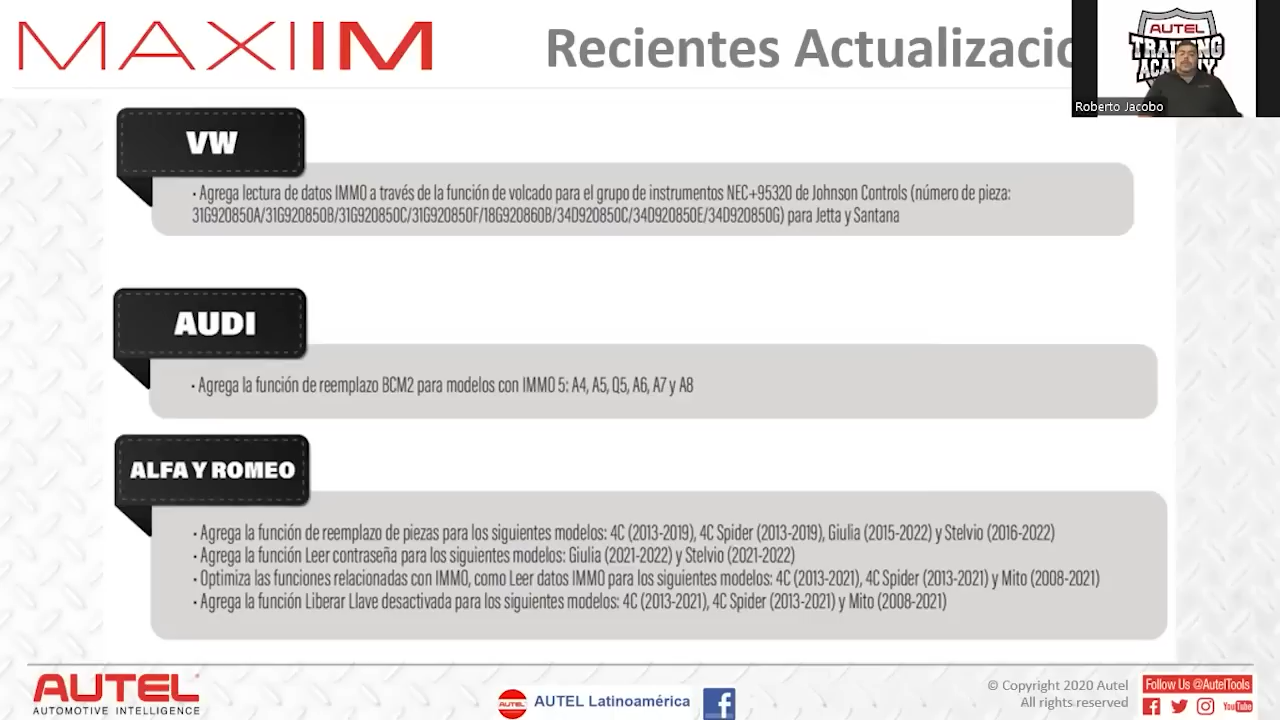 MAXIIM
Recientes Actualizacio
AUTEL
TRAINING
ACADEMY
Roberto Jacobo
VW
• Agrega lectura de datos IMMO a través de la función de volcado para el grupo de instrumentos NEC+95320 de Johnson Controls (número de pieza:
31G920850A/31G920850B/31G920850C/31G920850F/18G920860B/34D920850C/34D920850E/34D920850G) para Jetta y Santana
AUDI
• Agrega la función de reemplazo BCM2 para modelos con IMMO 5: A4, A5, Q5, A6, A7 y A8
ALFA Y ROMEO
• Agrega la función de reemplazo de piezas para los siguientes modelos: 4C (2013-2019), 4C Spider (2013-2019), Giulia (2015-2022) y Stelvio (2016-2022)
• Agrega la función Leer contraseña para los siguientes modelos: Giulia (2021-2022) y Stelvio (2021-2022)
• Optimiza las funciones relacionadas con IMMO, como Leer datos IMMO para los siguientes modelos: 4C (2013-2021), 4C Spider (2013-2021) y Mito (2008-2021)
• Agrega la función Liberar Llave desactivada para los siguientes modelos: 4C (2013-2021), 4C Spider (2013-2021) y Mito (2008-2021)
AUTEL
AUTOMOTIVE INTELLIGENCE
AUTEL
AUTEL Latinoamérica
© Copyright 2020 Autel
All rights reserved
Follow Us @AutelTools
YouTube